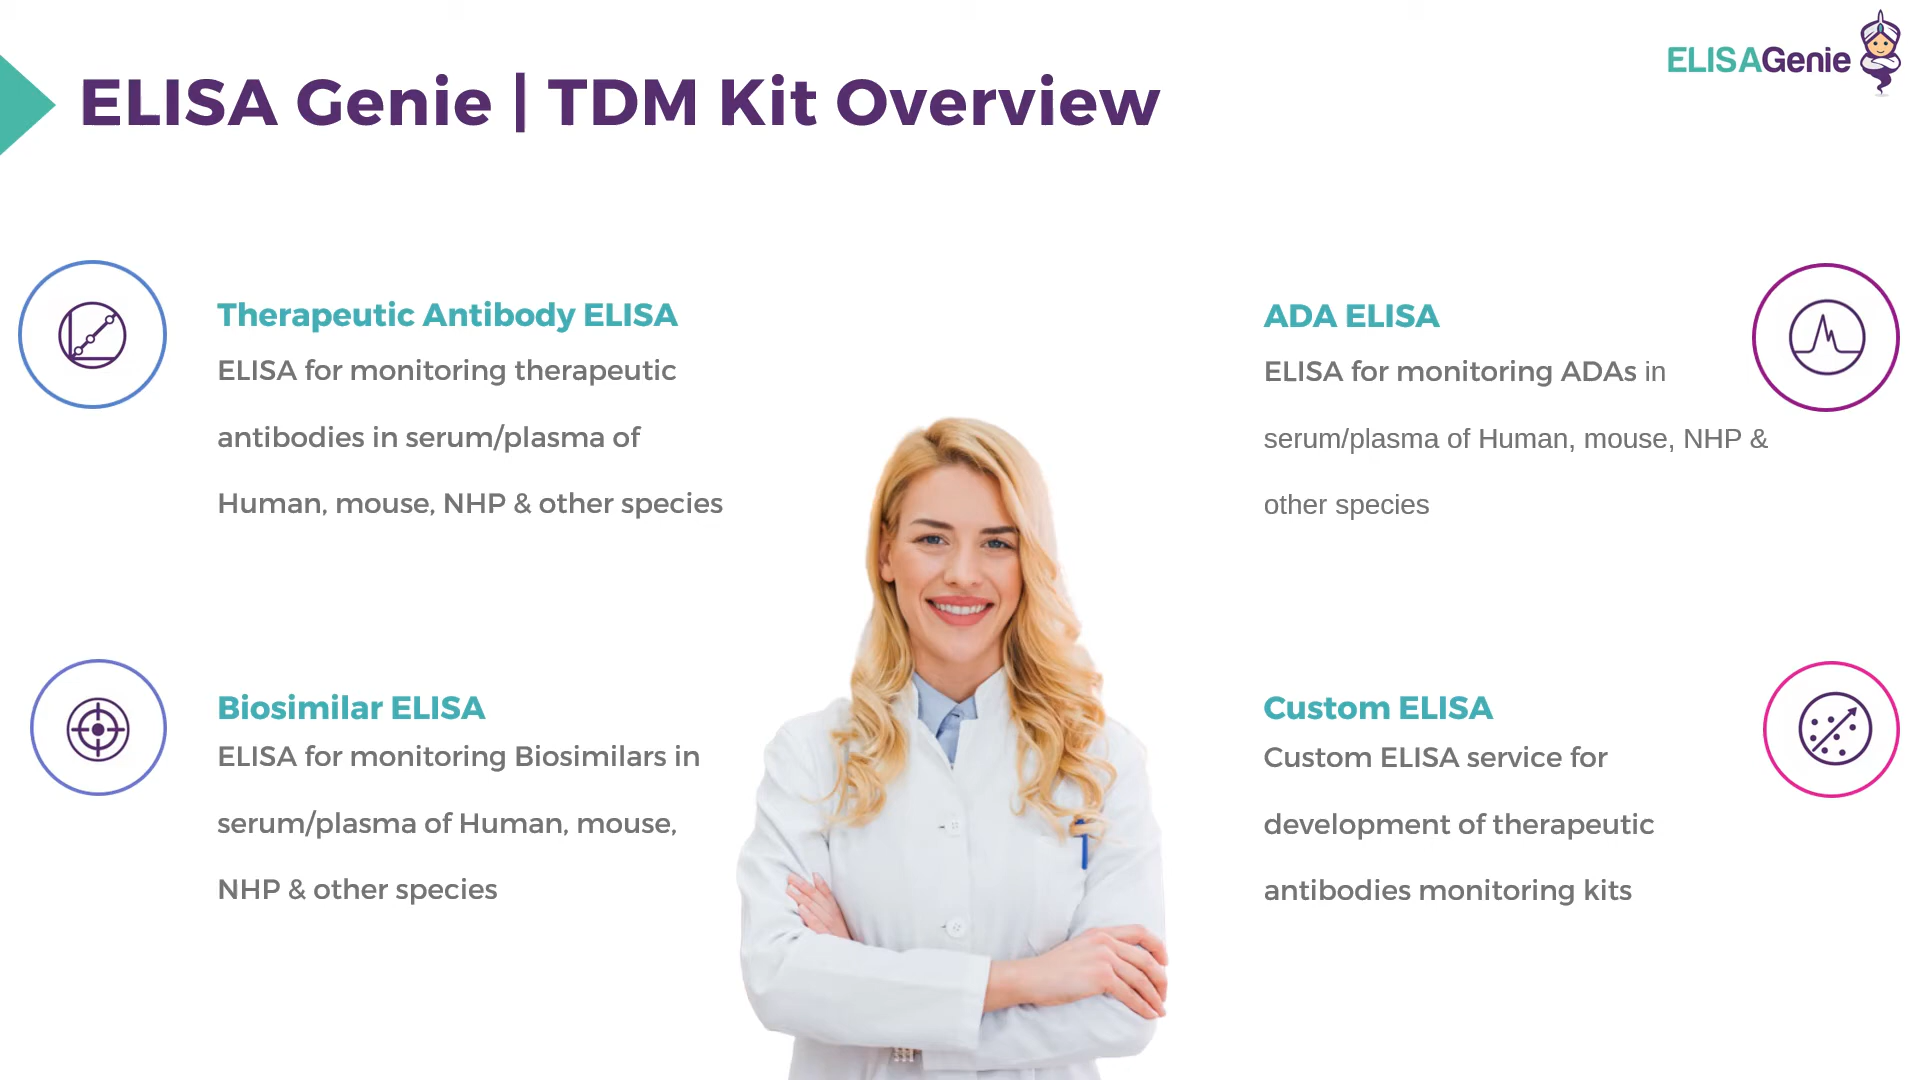 ELISAGenie
ELISA Genie | TDM Kit Overview
Therapeutic Antibody ELISA
ELISA for monitoring therapeutic
antibodies in serum/plasma of
Human, mouse, NHP & other species
ADA ELISA
ELISA for monitoring ADAs in
serum/plasma of Human, mouse, NHP &
other species
Biosimilar ELISA
ELISA for monitoring Biosimilars in
serum/plasma of Human, mouse,
NHP & other species
Custom ELISA
Custom ELISA service for
development of therapeutic
antibodies monitoring kits